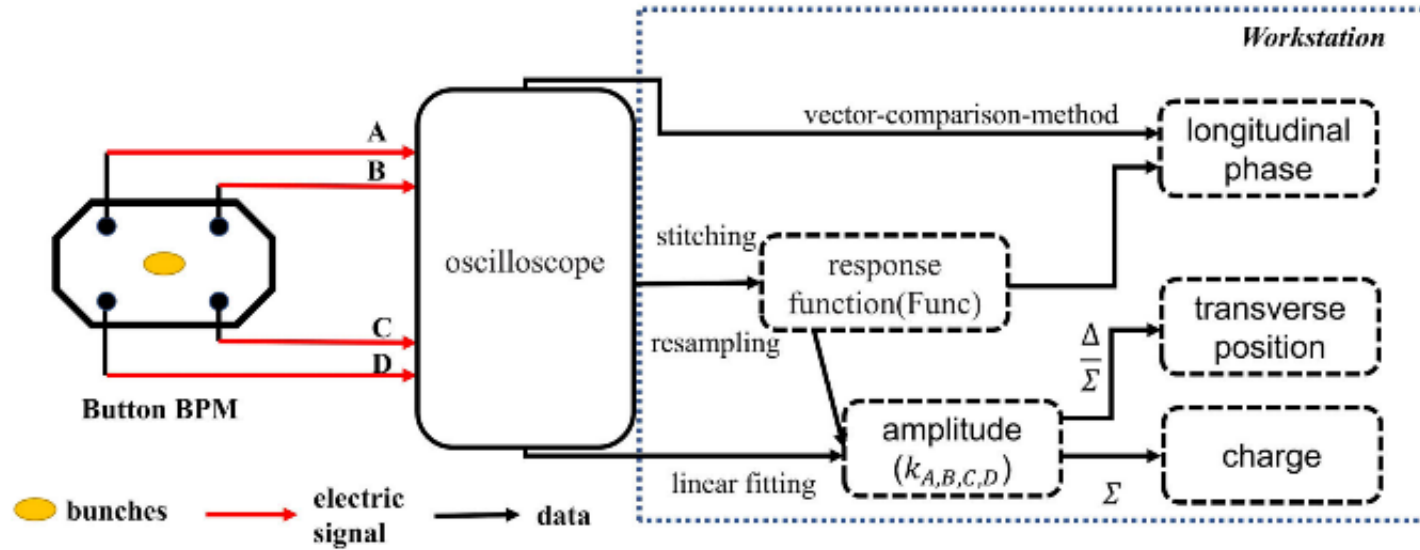 Workstation
vector-comparison-method
longitudinal
phase
A
B
oscilloscope
stitching
resampling
response
function(Func)
transverse
position
Δ
Σ
C
D
Button BPM
amplitude
(k_{A,B,C,D})
charge
linear fitting
Σ
bunches
electric
signal
data